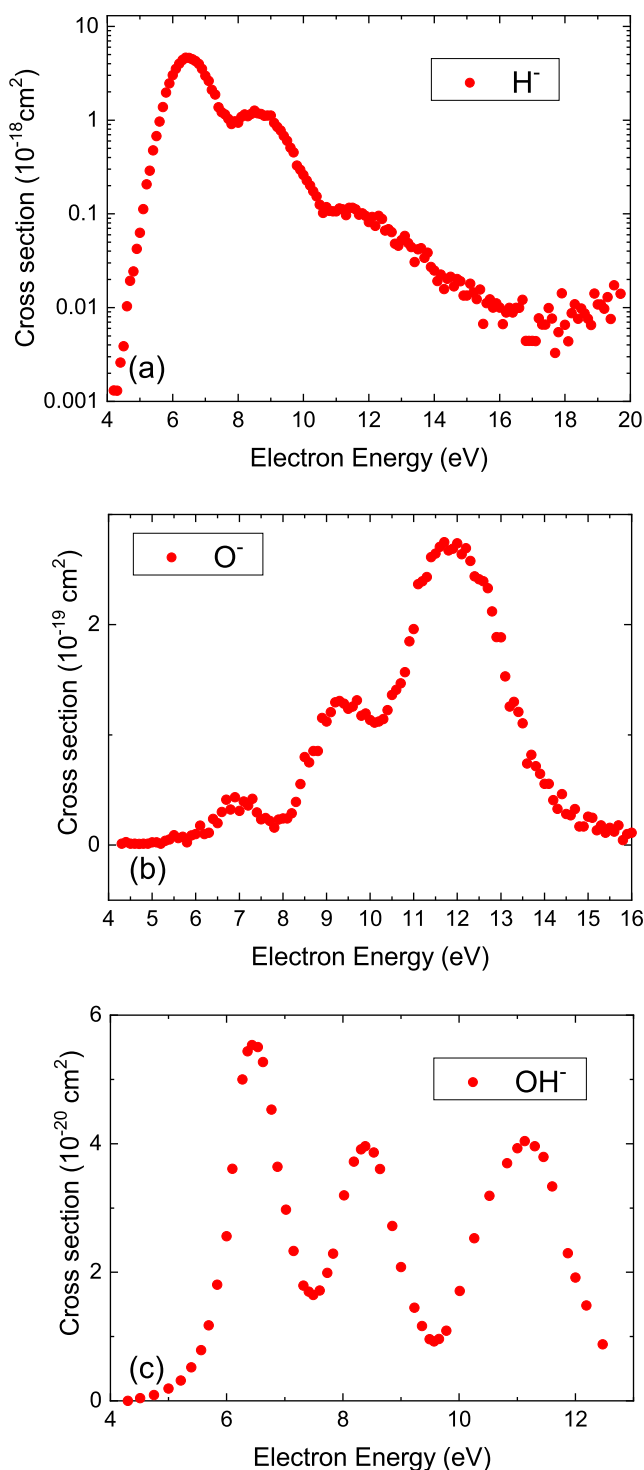 10
H⁻
1
0.1
0.01
0.001
Cross section (10⁻¹⁸cm²)
(a)
4 6 8 10 12 14 16 18 20
Electron Energy (eV)
O⁻
2
0
Cross section (10⁻¹⁹ cm²)
(b)
4 5 6 7 8 9 10 11 12 13 14 15 16
Electron Energy (eV)
6
OH⁻
4
2
0
Cross section (10⁻²⁰ cm²)
(c)
4 6 8 10 12
Electron Energy (eV)